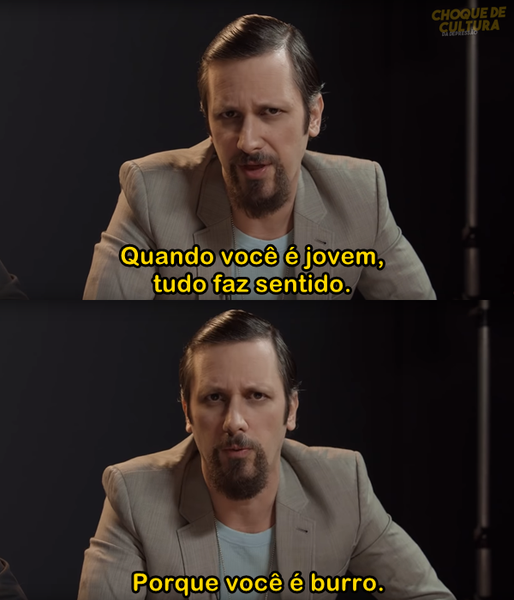 CHOQUE DE
CULTURA
Quando você é jovem,
tudo faz sentido.
Porque você é burro.